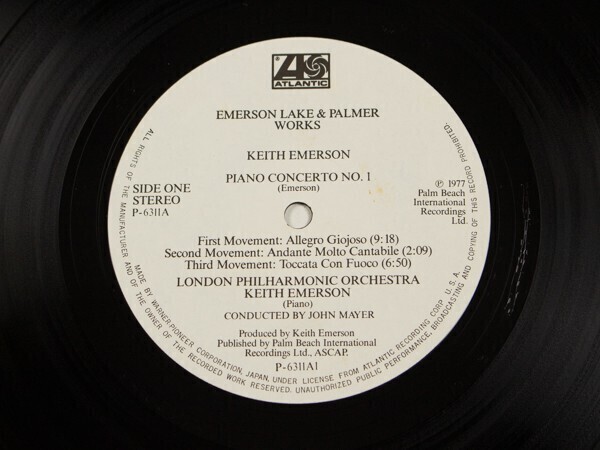 ATLANTIC
EMERSON LAKE & PALMER
WORKS
KEITH EMERSON
PIANO CONCERTO NO. 1
(Emerson)
SIDE ONE
STEREO
P-6311A
℗ 1977
Palm Beach
International
Recordings
Ltd.
First Movement: Allegro Giojoso (9:18)
Second Movement: Andante Molto Cantabile (2:09)
Third Movement: Toccata Con Fuoco (6:50)
LONDON PHILHARMONIC ORCHESTRA
KEITH EMERSON
(Piano)
CONDUCTED BY JOHN MAYER
Produced by Keith Emerson
Published by Palm Beach International
Recordings Ltd., ASCAP.
P-6311A1
ALL RIGHTS OF THE MANUFACTURER AND OF THE OWNER OF THE RECORDED WORK RESERVED. UNAUTHORIZED PUBLIC PERFORMANCE, BROADCASTING AND COPYING OF THIS RECORD PROHIBITED.
MADE BY WARNER-PIONEER CORPORATION, JAPAN, UNDER LICENSE FROM ATLANTIC RECORDING CORP. U.S.A.